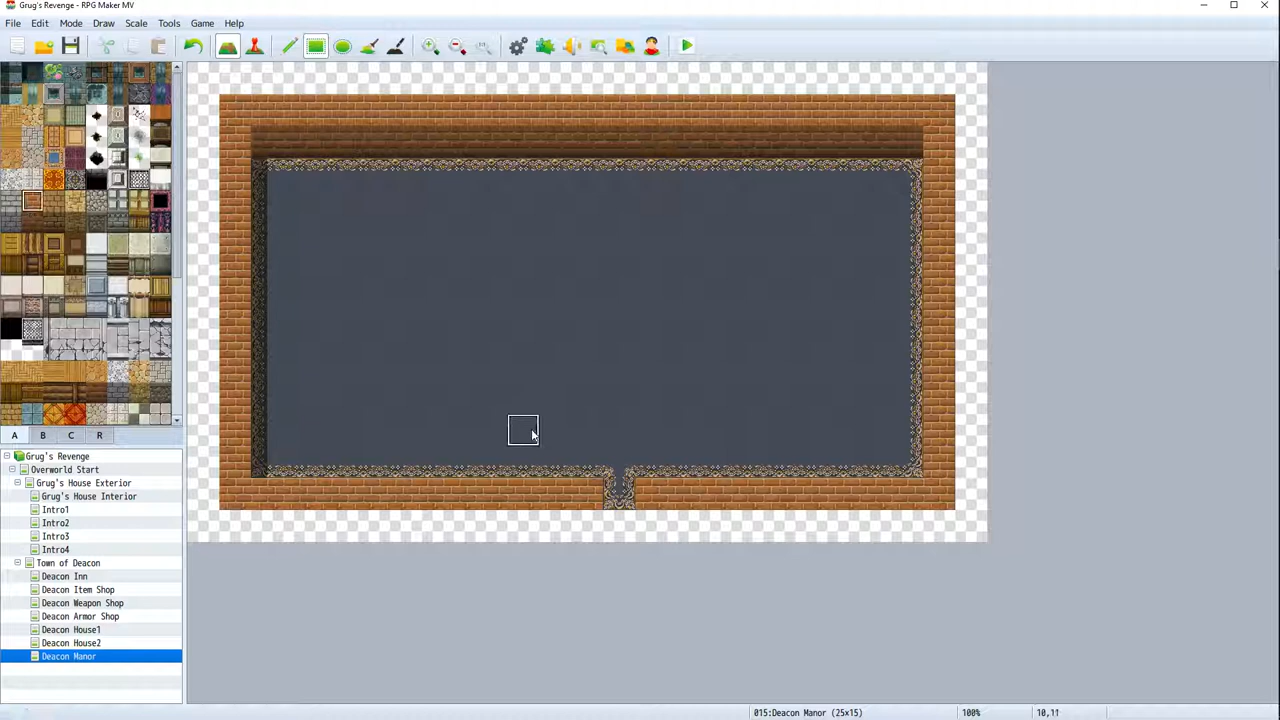 Grug's Revenge - RPG Maker MV
File Edit Mode Draw Scale Tools Game Help
A B C R
Grug's Revenge
Overworld Start
Grug's House Exterior
Grug's House Interior
Intro1
Intro2
Intro3
Intro4
Town of Deacon
Deacon Inn
Deacon Item Shop
Deacon Weapon Shop
Deacon Armor Shop
Deacon House1
Deacon House2
Deacon Manor
015:Deacon Manor (25x15) 100% 10,11